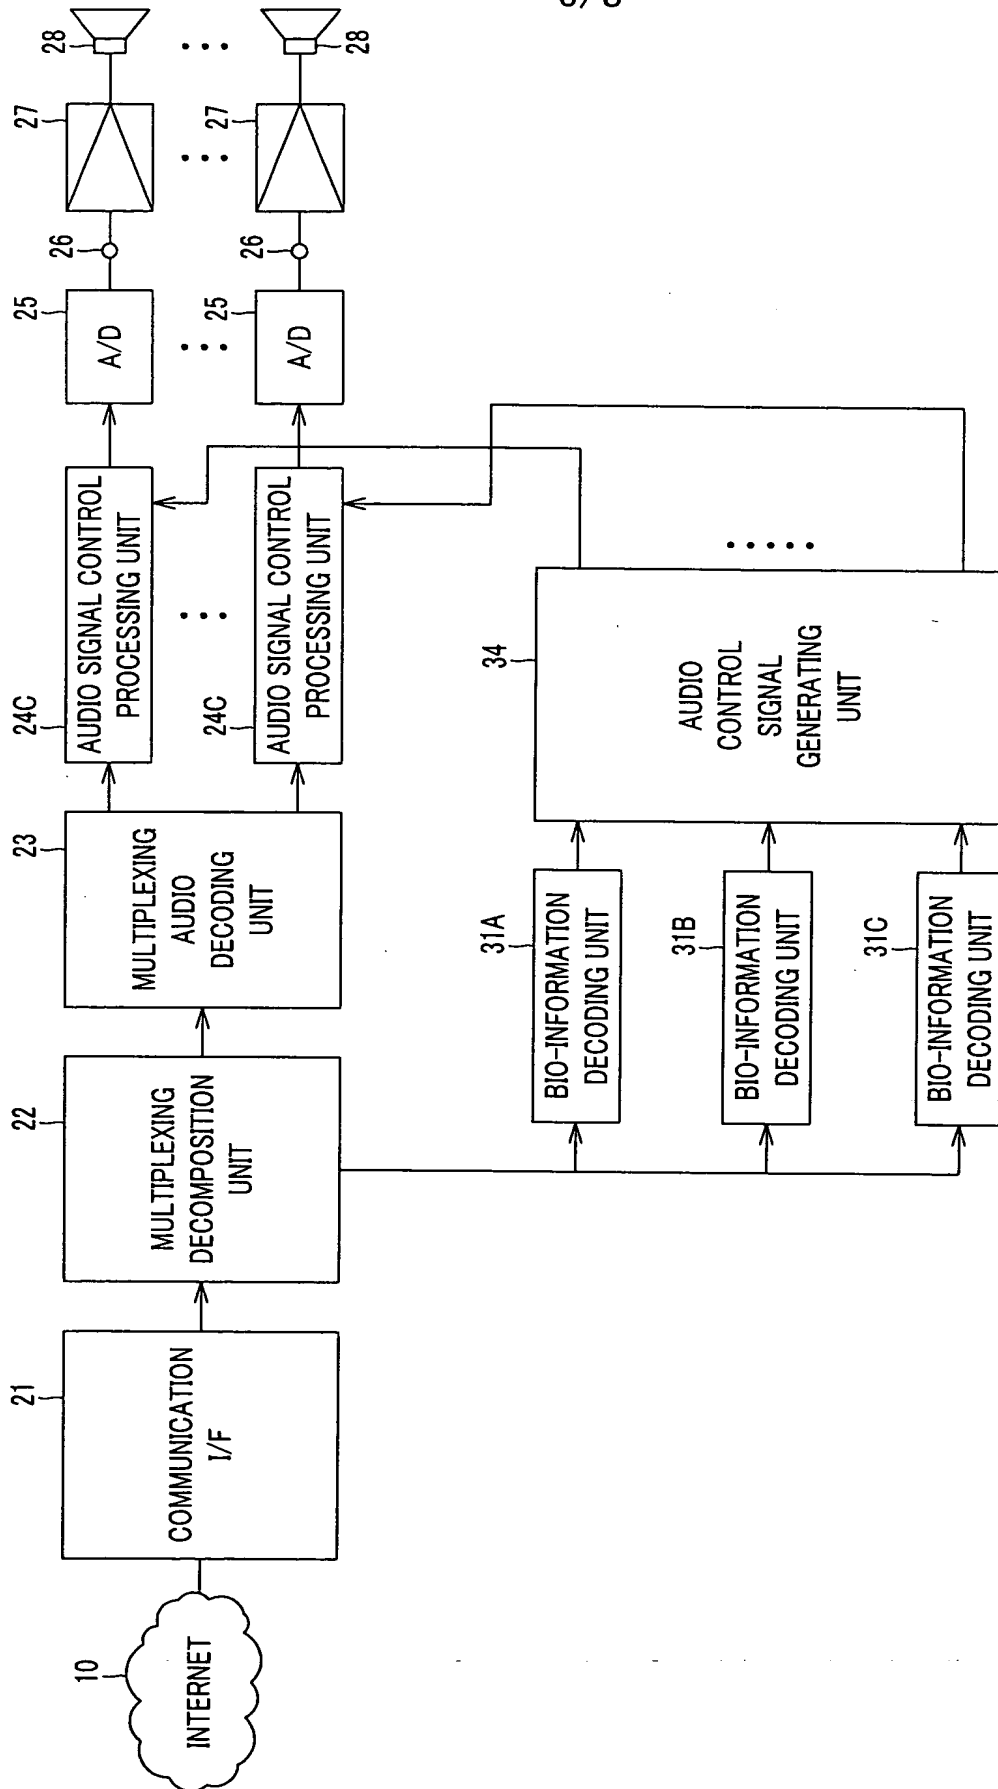 10
INTERNET
21
COMMUNICATION
I/F
22
MULTIPLEXING
DECOMPOSITION
UNIT
23
MULTIPLEXING
AUDIO
DECODING
UNIT
24C
AUDIO SIGNAL CONTROL
PROCESSING UNIT
25
A/D
26
27
28
24C
AUDIO SIGNAL CONTROL
PROCESSING UNIT
25
A/D
26
27
28
31A
BIO-INFORMATION
DECODING UNIT
31B
BIO-INFORMATION
DECODING UNIT
31C
BIO-INFORMATION
DECODING UNIT
34
AUDIO
CONTROL
SIGNAL
GENERATING
UNIT